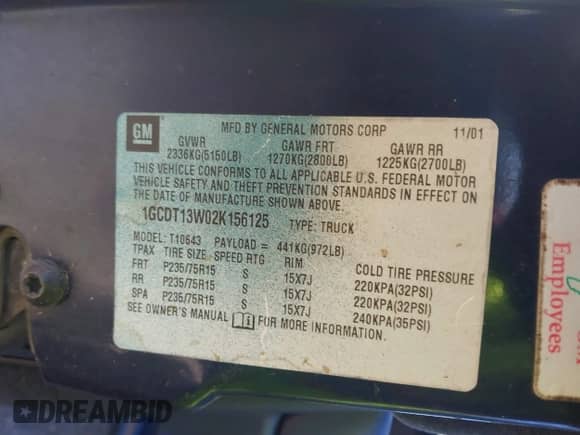 GM
MFD BY GENERAL MOTORS CORP 11/01
GVWR GAWR FRT GAWR RR
2336KG(5150LB) 1270KG(2800LB) 1225KG(2700LB)
THIS VEHICLE CONFORMS TO ALL APPLICABLE U.S. FEDERAL MOTOR
VEHICLE SAFETY AND THEFT PREVENTION STANDARDS IN EFFECT ON
THE DATE OF MANUFACTURE SHOWN ABOVE.
1GCDT13W02K156125 TYPE: TRUCK
MODEL: T10643 PAYLOAD = 441KG(972LB)
TPAX TIRE SIZE SPEED RTG RIM COLD TIRE PRESSURE
FRT P235/75R15 S 15X7J 220KPA(32PSI)
RR P235/75R15 S 15X7J 220KPA(32PSI)
SPA P235/75R15 S 15X7J 240KPA(35PSI)
SEE OWNER'S MANUAL FOR MORE INFORMATION.
Employees
DREAMBID